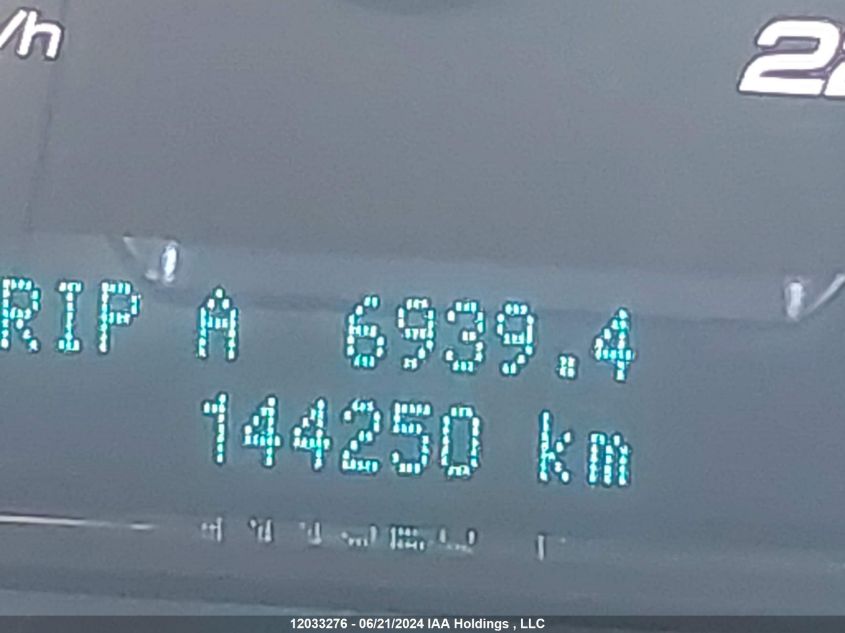 /h
RIP A 6939.4
144250 km
12033276 - 06/21/2024 IAA Holdings , LLC